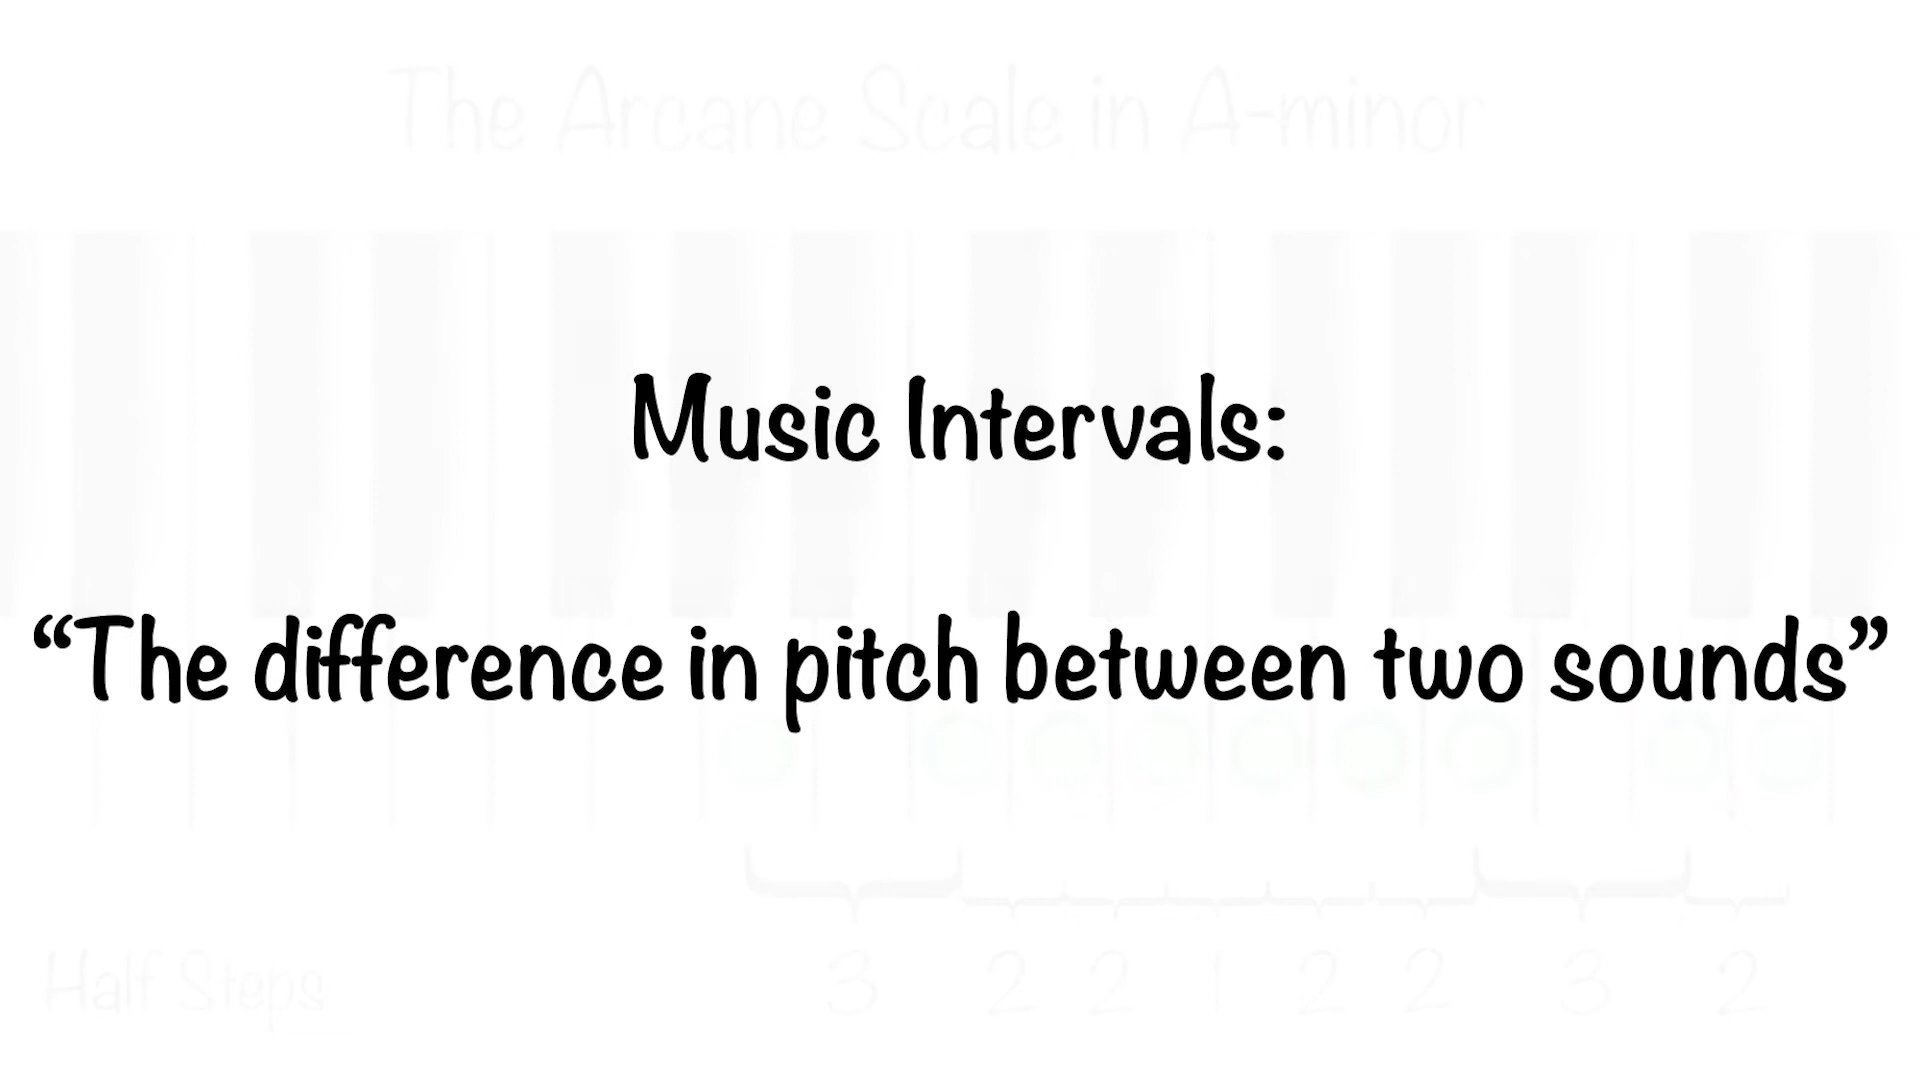 The Arcane Scale in A-minor
Music Intervals:
“The difference in pitch between two sounds”
Half Steps 3 2 2 1 2 2 3 2